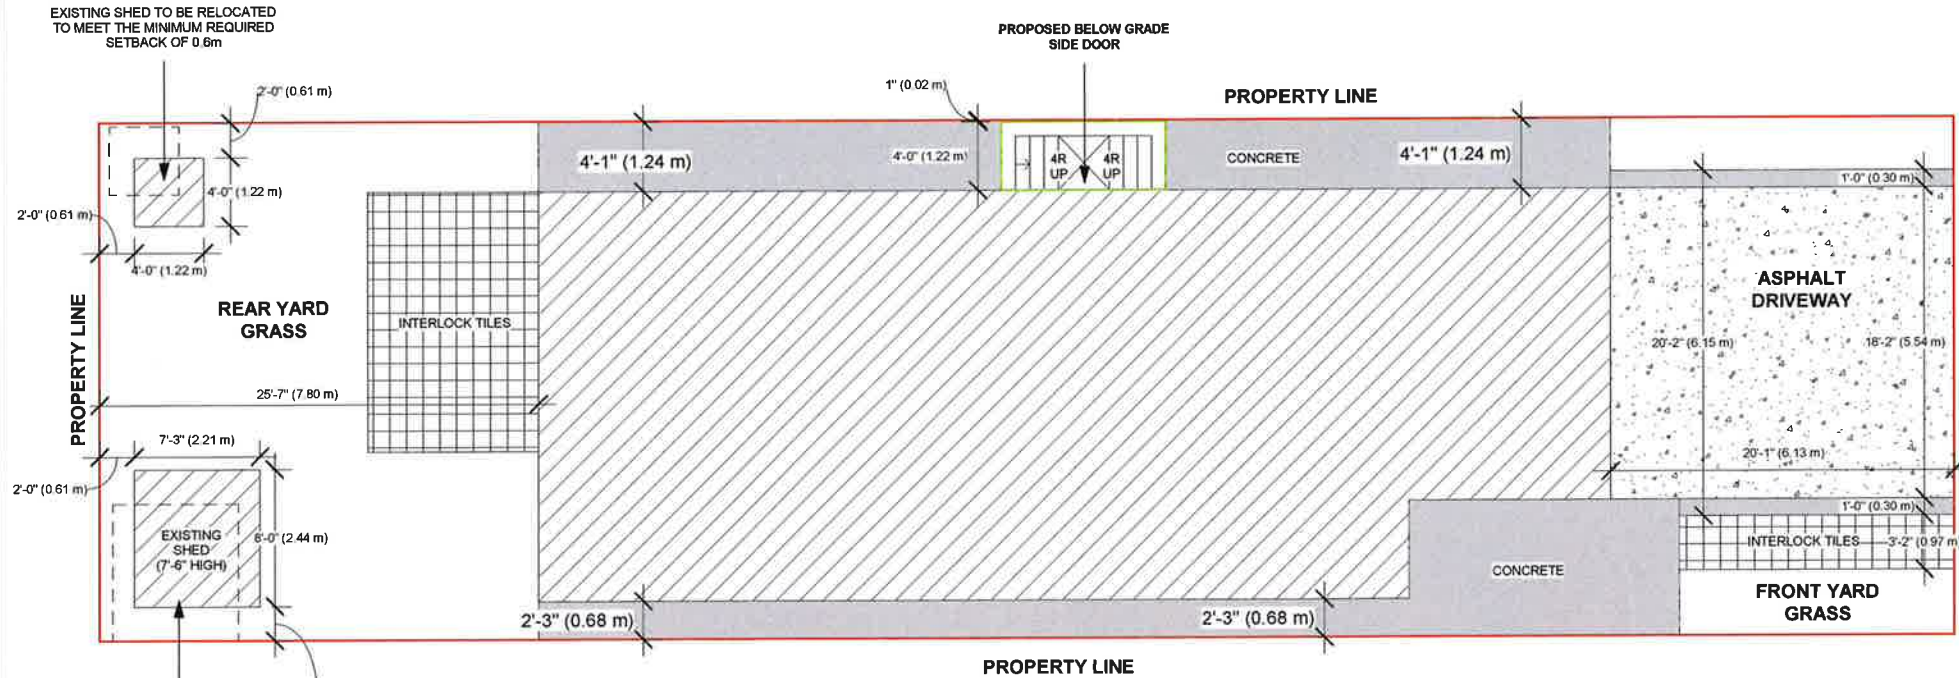 EXISTING SHED TO BE RELOCATED
TO MEET THE MINIMUM REQUIRED
SETBACK OF 0.6m
PROPOSED BELOW GRADE
SIDE DOOR
2'-0" (0.61 m)
1" (0.02 m)
PROPERTY LINE
4'-1" (1.24 m)
4'-0" (1.22 m)
4R
UP
4R
UP
CONCRETE
4'-1" (1.24 m)
1'-0" (0.30 m)
4'-0" (1.22 m)
2'-0" (0.61 m)
4'-0" (1.22 m)
PROPERTY LINE
REAR YARD
GRASS
INTERLOCK TILES
ASPHALT
DRIVEWAY
20'-2" (6.15 m)
18'-2" (5.54 m)
25'-7" (7.80 m)
7'-3" (2.21 m)
20'-1" (6.13 m)
2'-0" (0.61 m)
EXISTING
SHED
(7'-6" HIGH)
8'-0" (2.44 m)
1'-0" (0.30 m)
INTERLOCK TILES
3'-2" (0.97 m
CONCRETE
FRONT YARD
GRASS
2'-3" (0.68 m)
2'-3" (0.68 m)
PROPERTY LINE